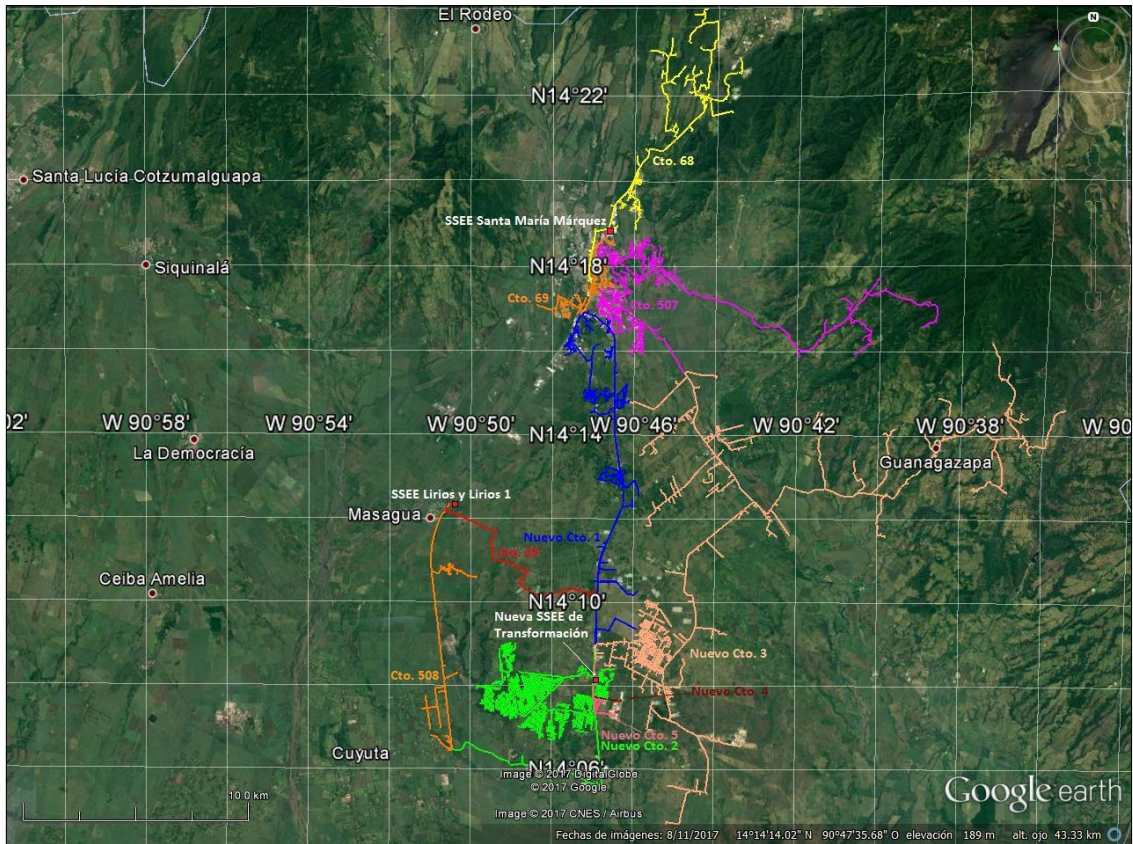 El Rodeo
N
N14°22'
Cto. 68
Santa Lucía Cotzumalguapa
SSEE Santa María Márquez
Siquinalá
N14°18'
Cto. 69
Cto. 507
02'
W 90°58'
W 90°54'
W 90°50'
W 90°46'
W 90°42'
W 90°38'
W 90
N14°14'
La Democracía
Guanagazapa
SSEE Lirios y Lirios 1
Masagua
Nuevo Cto. 1
Ceiba Amelia
N14°10'
Nueva SSEE de
Transformación
Nuevo Cto. 3
Cto. 508
Nuevo Cto. 4
Nuevo Cto. 5
Nuevo Cto. 2
Cuyuta
N14°06'
Image © 2017 DigitalGlobe
© 2017 Google
10.0 km
Google earth
Image © 2017 CNES / Airbus
Fechas de imágenes: 8/11/2017 14°14'14.02" N 90°47'35.68" O elevación 189 m alt. ojo 43.33 km